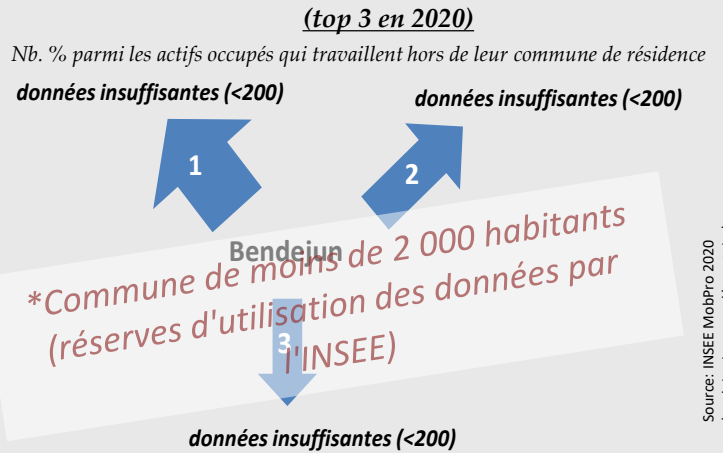 (top 3 en 2020)
Nb. % parmi les actifs occupés qui travaillent hors de leur commune de résidence
données insuffisantes (<200)
données insuffisantes (<200)
1
2
Bendejun
*Commune de moins de 2 000 habitants
(réserves d'utilisation des données par
l'INSEE)
3
données insuffisantes (<200)
Source: INSEE MobPro 2020